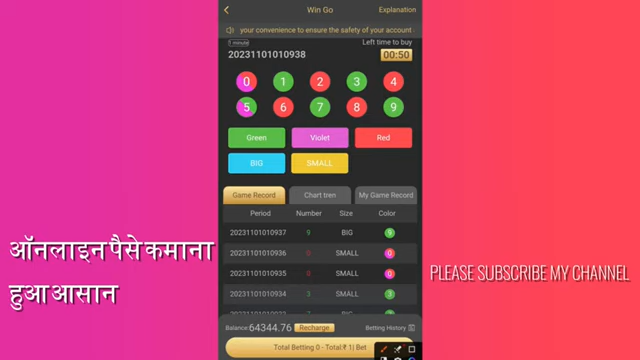 Win Go
Explanation
your convenience to ensure the safety of your account
1 minute
Left time to buy
20231101010938
00:50
0 1 2 3 4
5 6 7 8 9
Green Violet Red
BIG SMALL
Game Record Chart tren My Game Record
Period Number Size Color
20231101010937 9 BIG 9
20231101010936 0 SMALL 0
20231101010935 0 SMALL 0
20231101010934 3 SMALL 3
ऑनलाइन पैसे कमाना
हुआ आसान
PLEASE SUBSCRIBE MY CHANNEL
Balance:64344.76 Recharge Betting History
Total Betting 0 - Total:₹ 1| Bet